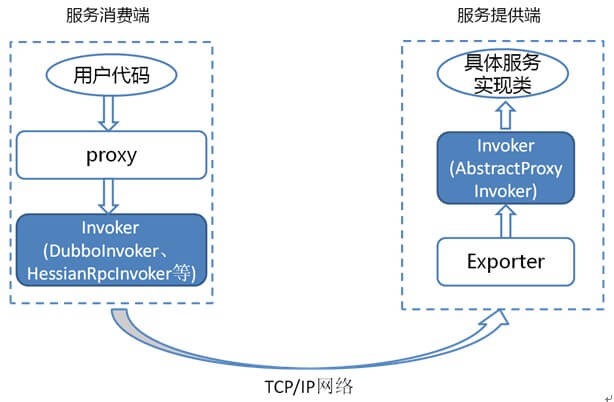 服务消费端
用户代码
proxy
Invoker
(DubboInvoker、
HessianRpcInvoker等)
服务提供端
具体服务
实现类
Invoker
(AbstractProxy
Invoker)
Exporter
TCP/IP网络